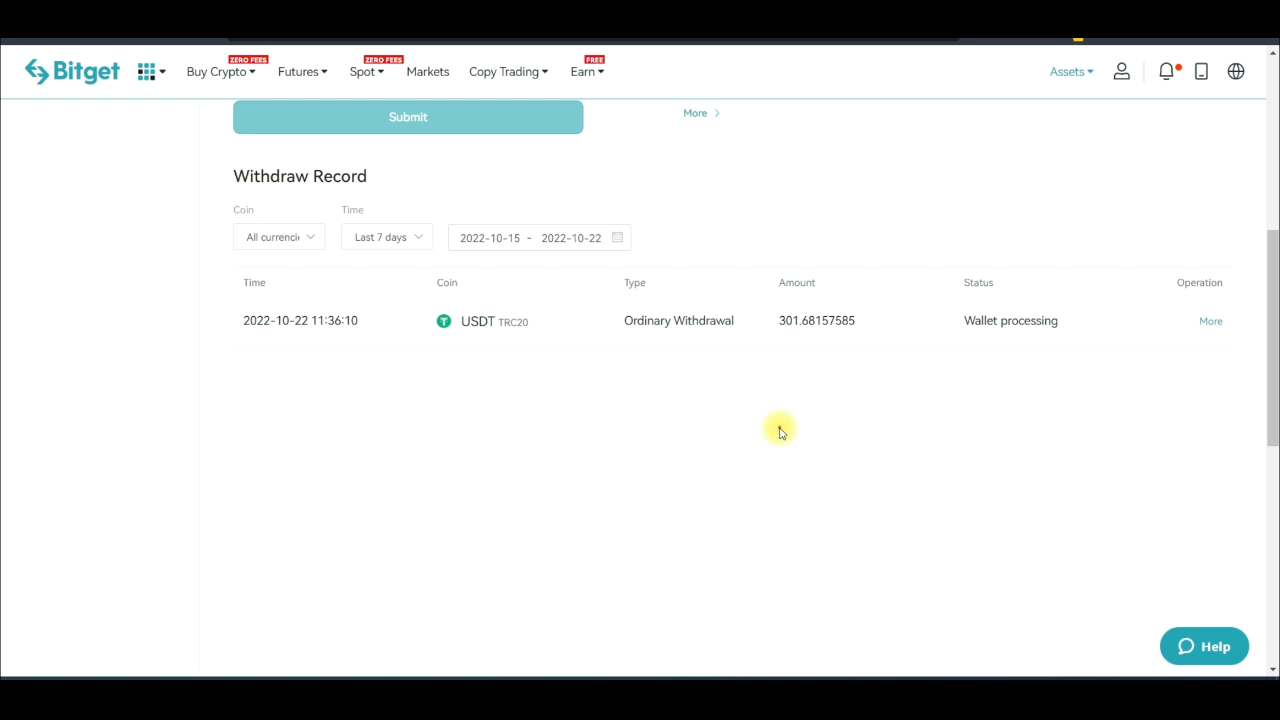 ZERO FEES ZERO FEES FREE
Bitget Buy Crypto Futures Spot Markets Copy Trading Earn Assets
Submit More
Withdraw Record
Coin Time
All currencie Last 7 days 2022-10-15 - 2022-10-22
Time Coin Type Amount Status Operation
2022-10-22 11:36:10 T USDT TRC20 Ordinary Withdrawal 301.68157585 Wallet processing More
Help